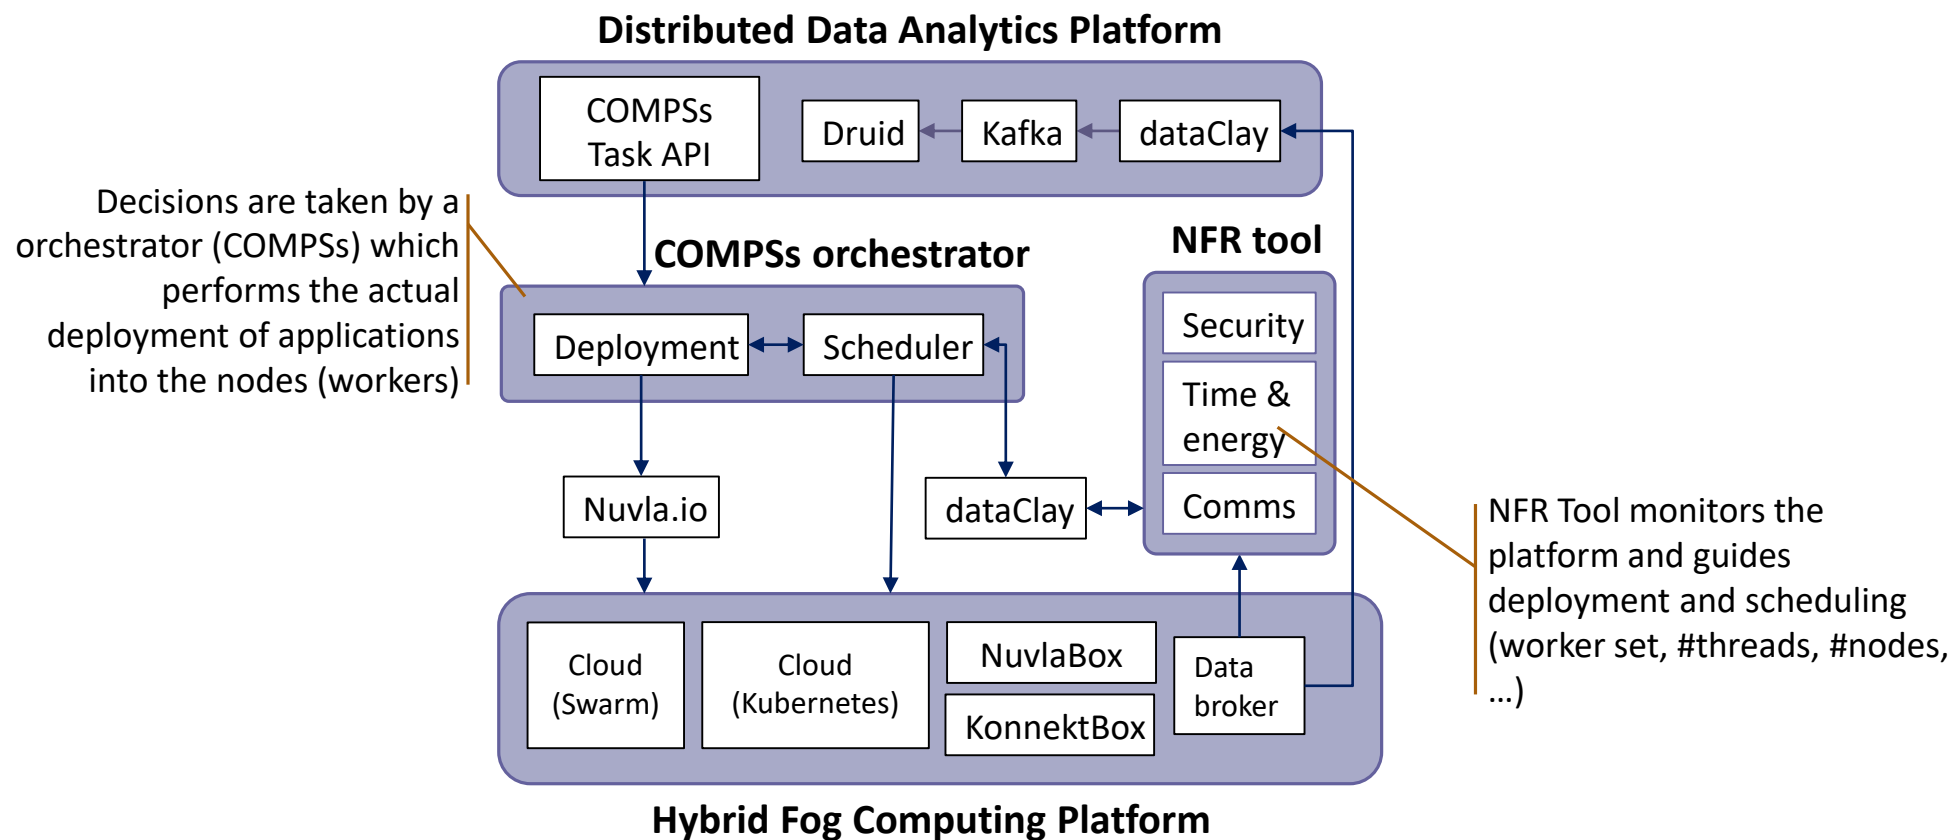 Distributed Data Analytics Platform
COMPSs
Task API
Druid
Kafka
dataClay
Decisions are taken by a
orchestrator (COMPSs) which
performs the actual
deployment of applications
into the nodes (workers)
COMPSs orchestrator
Deployment
Scheduler
NFR tool
Security
Time &
energy
Comms
Nuvla.io
dataClay
NFR Tool monitors the
platform and guides
deployment and scheduling
(worker set, #threads, #nodes,
...)
Cloud
(Swarm)
Cloud
(Kubernetes)
NuvlaBox
KonnektBox
Data
broker
Hybrid Fog Computing Platform